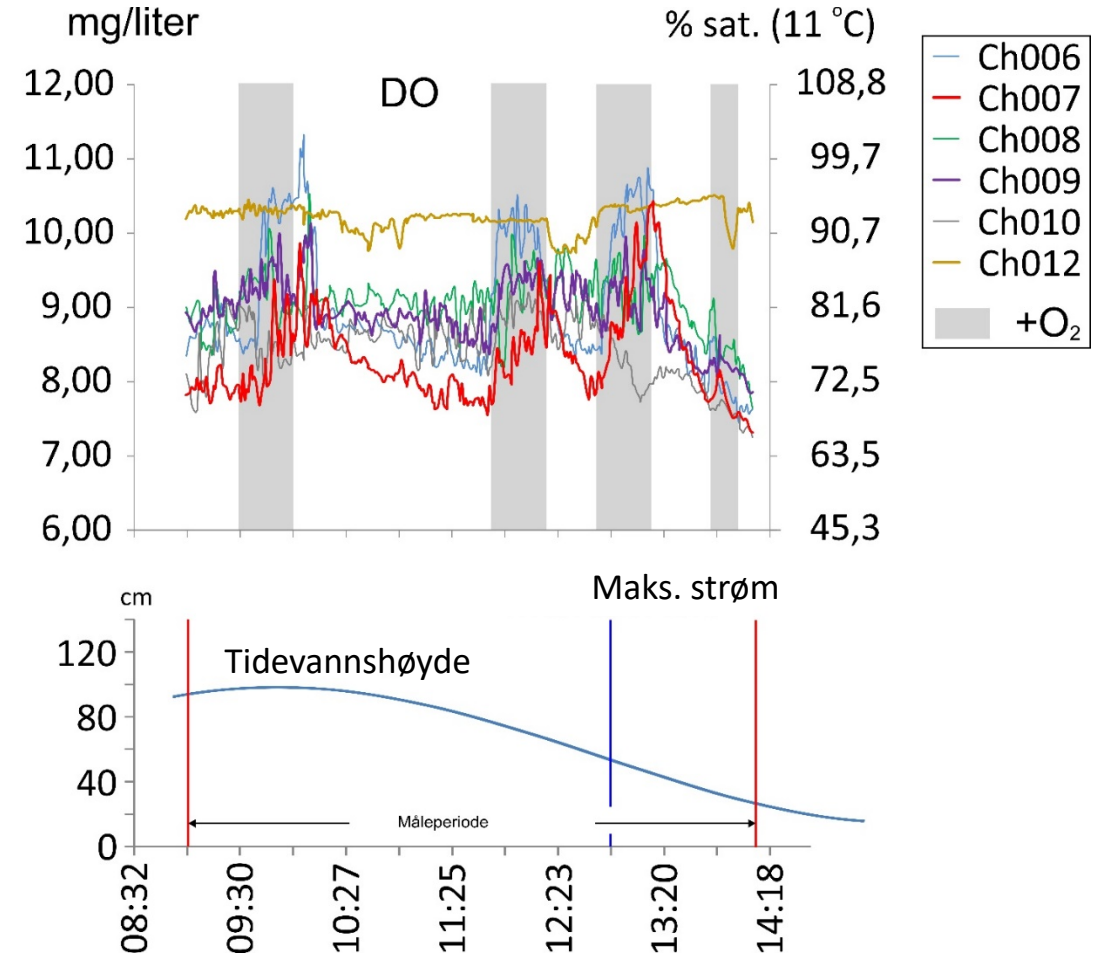 mg/liter
% sat. (11 °C)
DO
12,00
11,00
10,00
9,00
8,00
7,00
6,00
108,8
99,7
90,7
81,6
72,5
63,5
45,3
Ch006
Ch007
Ch008
Ch009
Ch010
Ch012
+O₂
cm
Maks. strøm
Tidevannshøyde
120
80
40
0
Måleperiode
08:32
09:30
10:27
11:25
12:23
13:20
14:18